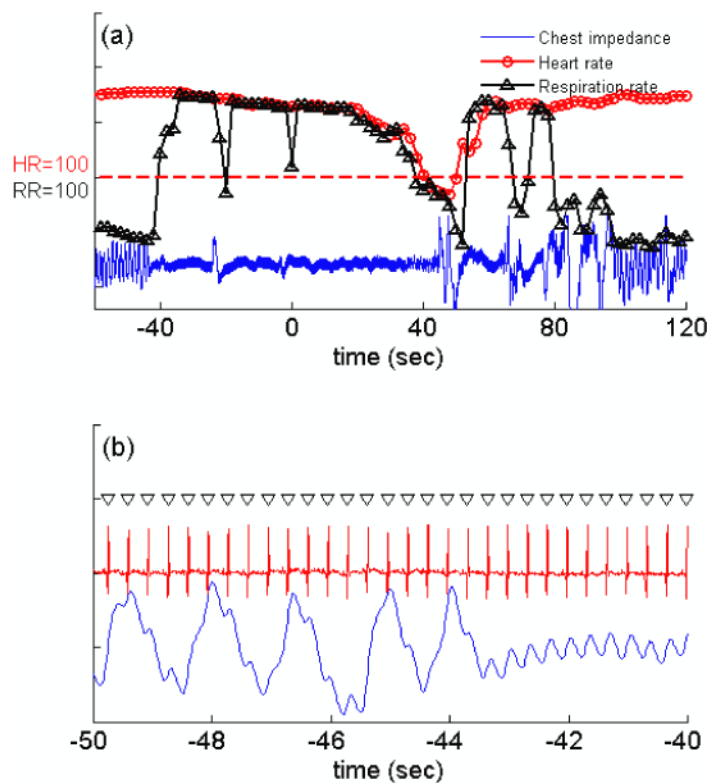 (a)
Chest impedance
Heart rate
Respiration rate
HR=100
RR=100
-40 0 40 80 120
time (sec)
(b)
-50 -48 -46 -44 -42 -40
time (sec)